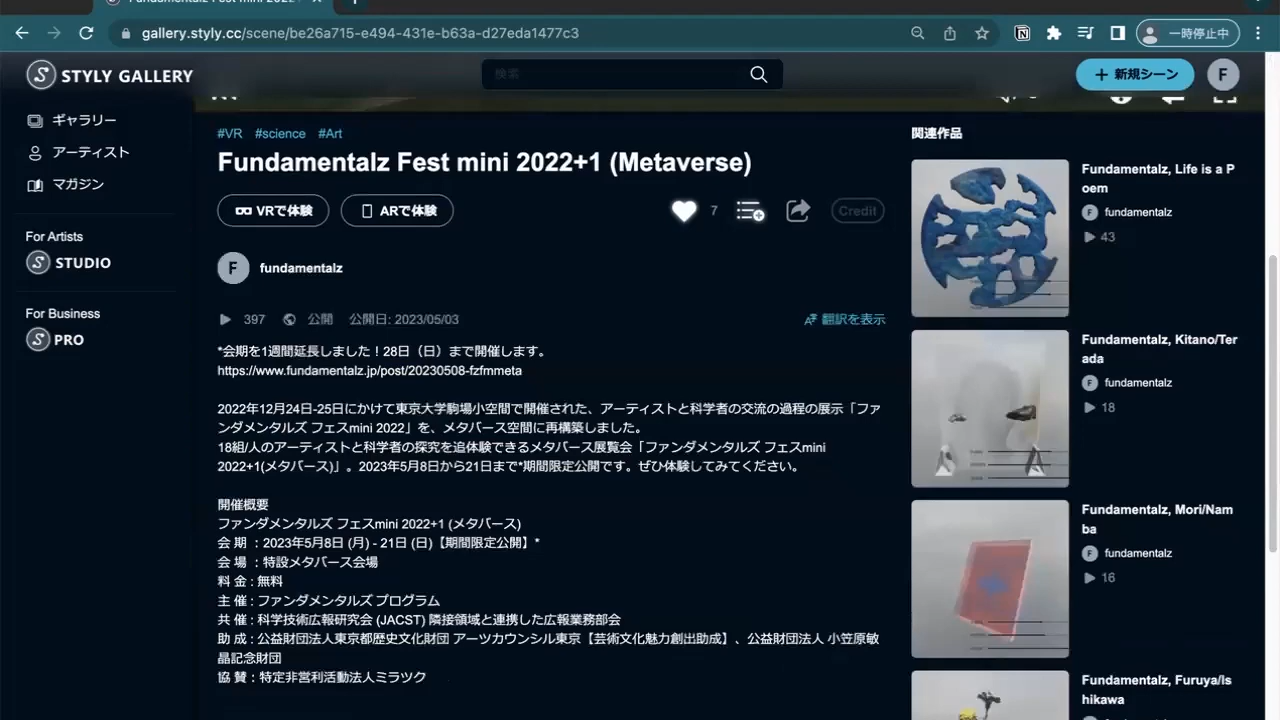 Fundamentalz Fest mini 2022
gallery.styly.cc/scene/be26a715-e494-431e-b63a-d27eda1477c3
一時停止中
STYLY GALLERY
検索
新規シーン
F
ギャラリー
アーティスト
マガジン
For Artists
STUDIO
For Business
PRO
#VR #science #Art
Fundamentalz Fest mini 2022+1 (Metaverse)
VRで体験
ARで体験
7
Credit
F
fundamentalz
397 公開 公開日: 2023/05/03
翻訳を表示
*会期を1週間延長しました！28日（日）まで開催します。
https://www.fundamentalz.jp/post/20230508-fzfmmeta
2022年12月24日-25日にかけて東京大学駒場小空間で開催された、アーティストと科学者の交流の過程の展示「ファ
ンダメンタルズ フェスmini 2022」を、メタバース空間に再構築しました。
18組/人のアーティストと科学者の探究を追体験できるメタバース展覧会「ファンダメンタルズ フェスmini
2022+1(メタバース)」。2023年5月8日から21日まで*期間限定公開です。ぜひ体験してみてください。
開催概要
ファンダメンタルズ フェスmini 2022+1 (メタバース)
会 期 ：2023年5月8日 (月) - 21日 (日)【期間限定公開】*
会 場 ：特設メタバース会場
料 金 : 無料
主 催 : ファンダメンタルズ プログラム
共 催 : 科学技術広報研究会 (JACST) 隣接領域と連携した広報業務部会
助 成 : 公益財団法人東京都歴史文化財団 アーツカウンシル東京【芸術文化魅力創出助成】、公益財団法人 小笠原敏
晶記念財団
協 賛 : 特定非営利活動法人ミラツク
関連作品
Fundamentalz, Life is a P
oem
F fundamentalz
43
Fundamentalz, Kitano/Ter
ada
F fundamentalz
18
Fundamentalz, Mori/Nam
ba
F fundamentalz
16
Fundamentalz, Furuya/Is
hikawa